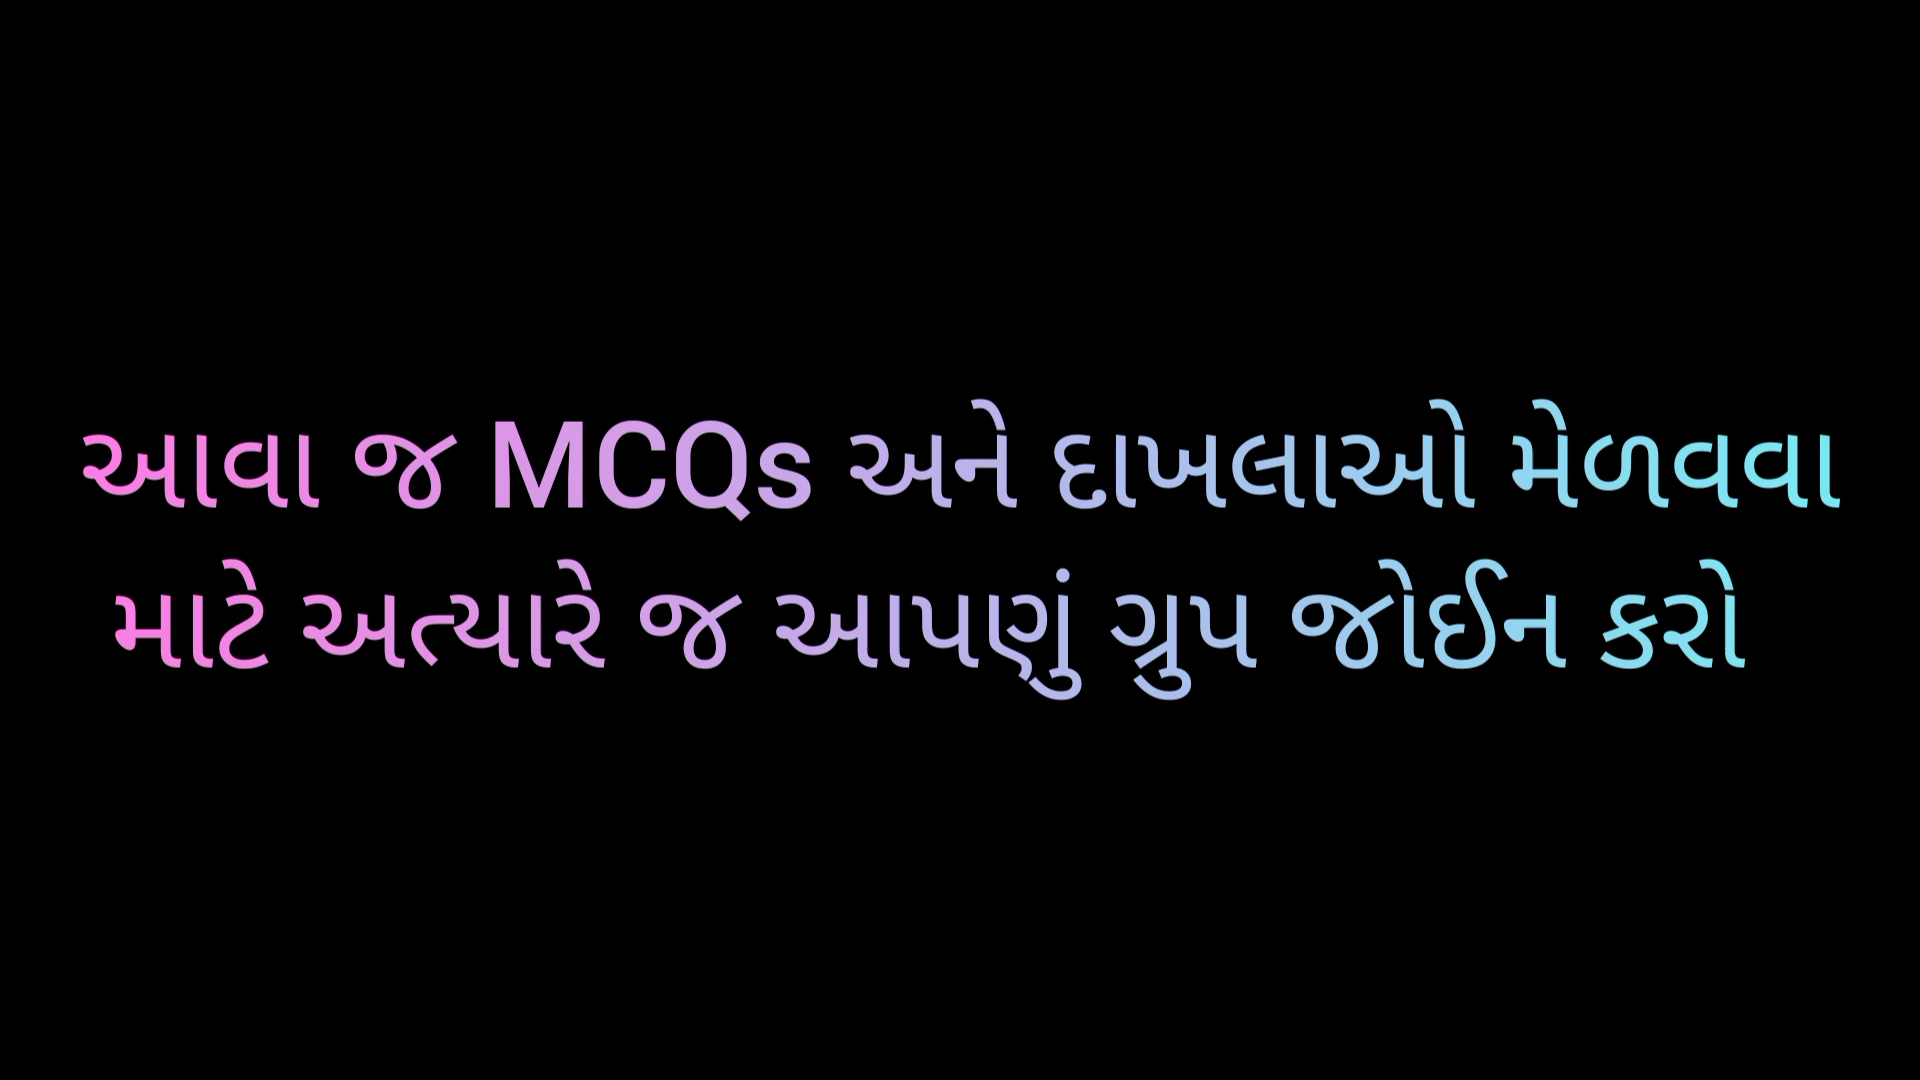 આવા જ MCQs અને દાખલાઓ મેળવવા
માટે અત્યારે જ આપણું ગ્રુપ જોઈન કરો